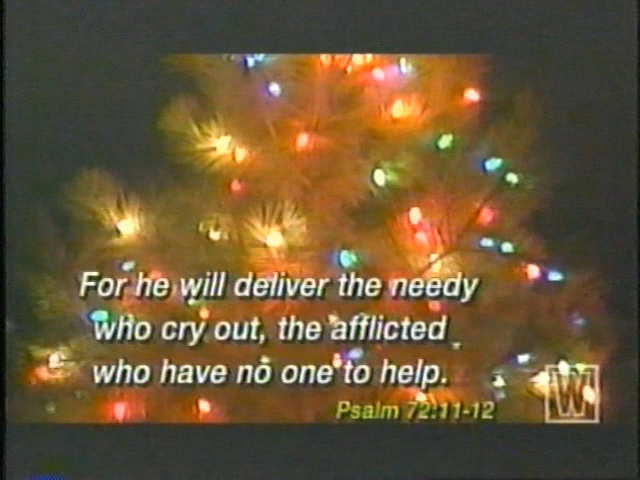 For he will deliver the needy
who cry out, the afflicted
who have no one to help.
Psalm 72:11-12
W